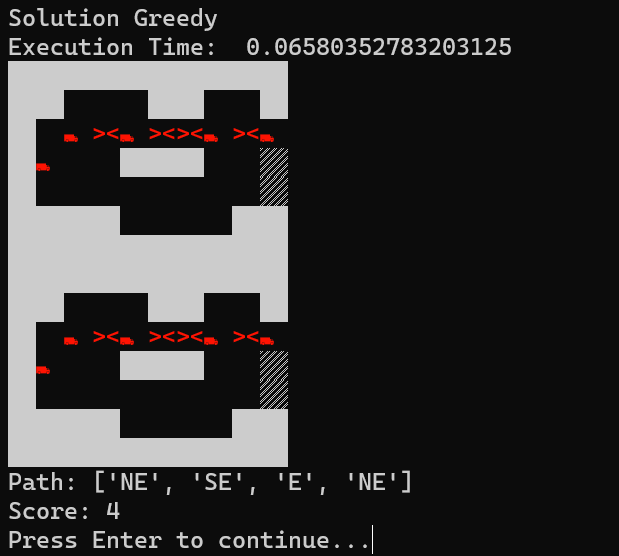 Solution Greedy
Execution Time:  0.06580352783203125
>< ><>< ><
>< ><>< ><
Path: ['NE', 'SE', 'E', 'NE']
Score: 4
Press Enter to continue...